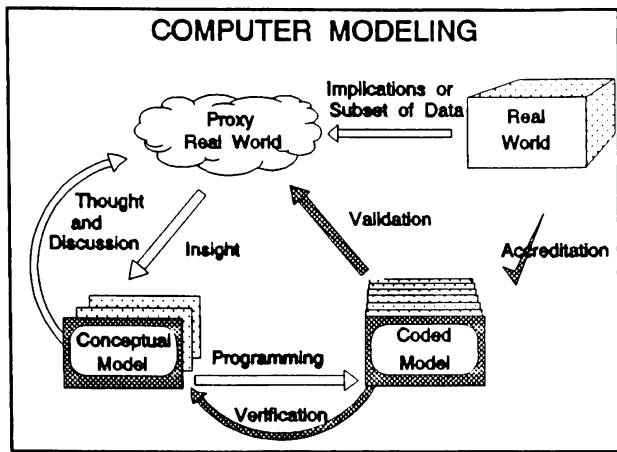 COMPUTER MODELING
Implications or
Subset of Data
Real
World
Proxy
Real World
Thought
and
Discussion
Insight
Validation
Accreditation
Conceptual
Model
Programming
Coded
Model
Verification